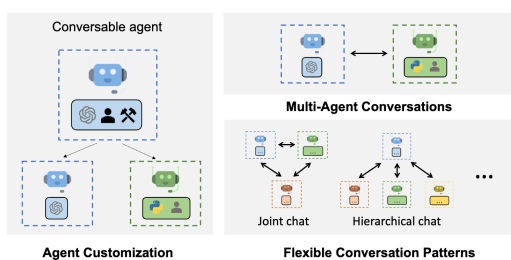 Conversable agent
Agent Customization
Multi-Agent Conversations
Joint chat
Hierarchical chat
...
Flexible Conversation Patterns